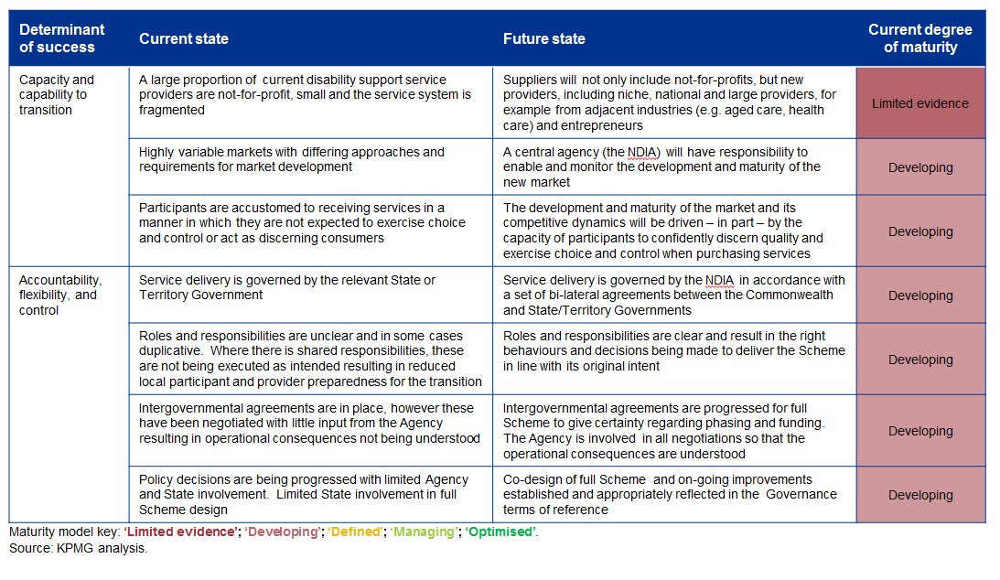 Determinant
of success
Current state
Future state
Current degree
of maturity
Capacity and
capability to
transition
A large proportion of current disability support service
providers are not-for-profit, small and the service system is
fragmented
Suppliers will not only include not-for-profits, but new
providers, including niche, national and large providers, for
example from adjacent industries (e.g. aged care, health
care) and entrepreneurs
Limited evidence
Highly variable markets with differing approaches and
requirements for market development
A central agency (the NDIA) will have responsibility to
enable and monitor the development and maturity of the
new market
Developing
Participants are accustomed to receiving services in a
manner in which they are not expected to exercise choice
and control or act as discerning consumers
The development and maturity of the market and its
competitive dynamics will be driven – in part – by the
capacity of participants to confidently discern quality and
exercise choice and control when purchasing services
Developing
Accountability,
flexibility, and
control
Service delivery is governed by the relevant State or
Territory Government
Service delivery is governed by the NDIA in accordance with
a set of bi-lateral agreements between the Commonwealth
and State/Territory Governments
Developing
Roles and responsibilities are unclear and in some cases
duplicative. Where there is shared responsibilities, these
are not being executed as intended resulting in reduced
local participant and provider preparedness for the transition
Roles and responsibilities are clear and result in the right
behaviours and decisions being made to deliver the Scheme
in line with its original intent
Developing
Intergovernmental agreements are in place, however these
have been negotiated with little input from the Agency
resulting in operational consequences not being understood
Intergovernmental agreements are progressed for full
Scheme to give certainty regarding phasing and funding.
The Agency is involved in all negotiations so that the
operational consequences are understood
Developing
Policy decisions are being progressed with limited Agency
and State involvement. Limited State involvement in full
Scheme design
Co-design of full Scheme and on-going improvements
established and appropriately reflected in the Governance
terms of reference
Developing
Maturity model key: ‘Limited evidence’; ‘Developing’; ‘Defined’; ‘Managing’; ‘Optimised’.
Source: KPMG analysis.